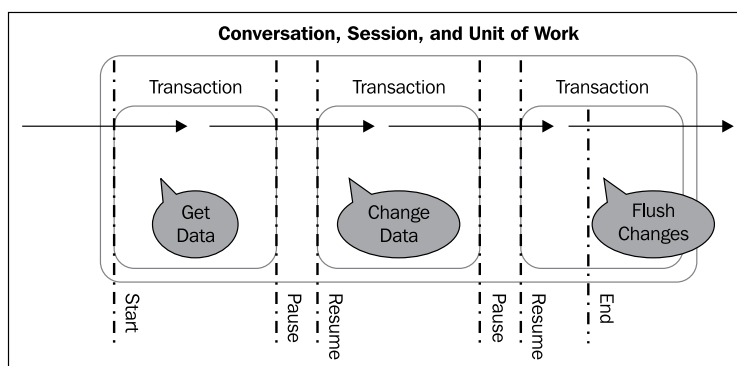 Conversation, Session, and Unit of Work
Transaction
Transaction
Transaction
Get
Data
Change
Data
Flush
Changes
Start
Pause
Resume
Pause
Resume
End